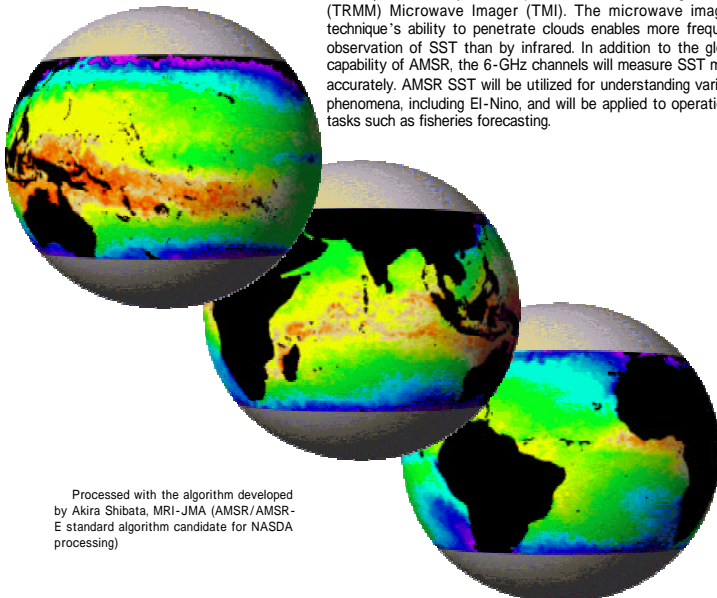 (TRMM) Microwave Imager (TMI). The microwave imag
technique's ability to penetrate clouds enables more frequ
observation of SST than by infrared. In addition to the glo
capability of AMSR, the 6-GHz channels will measure SST m
accurately. AMSR SST will be utilized for understanding vari
phenomena, including El-Nino, and will be applied to operatio
tasks such as fisheries forecasting.
Processed with the algorithm developed
by Akira Shibata, MRI-JMA (AMSR/AMSR-
E standard algorithm candidate for NASDA
processing)